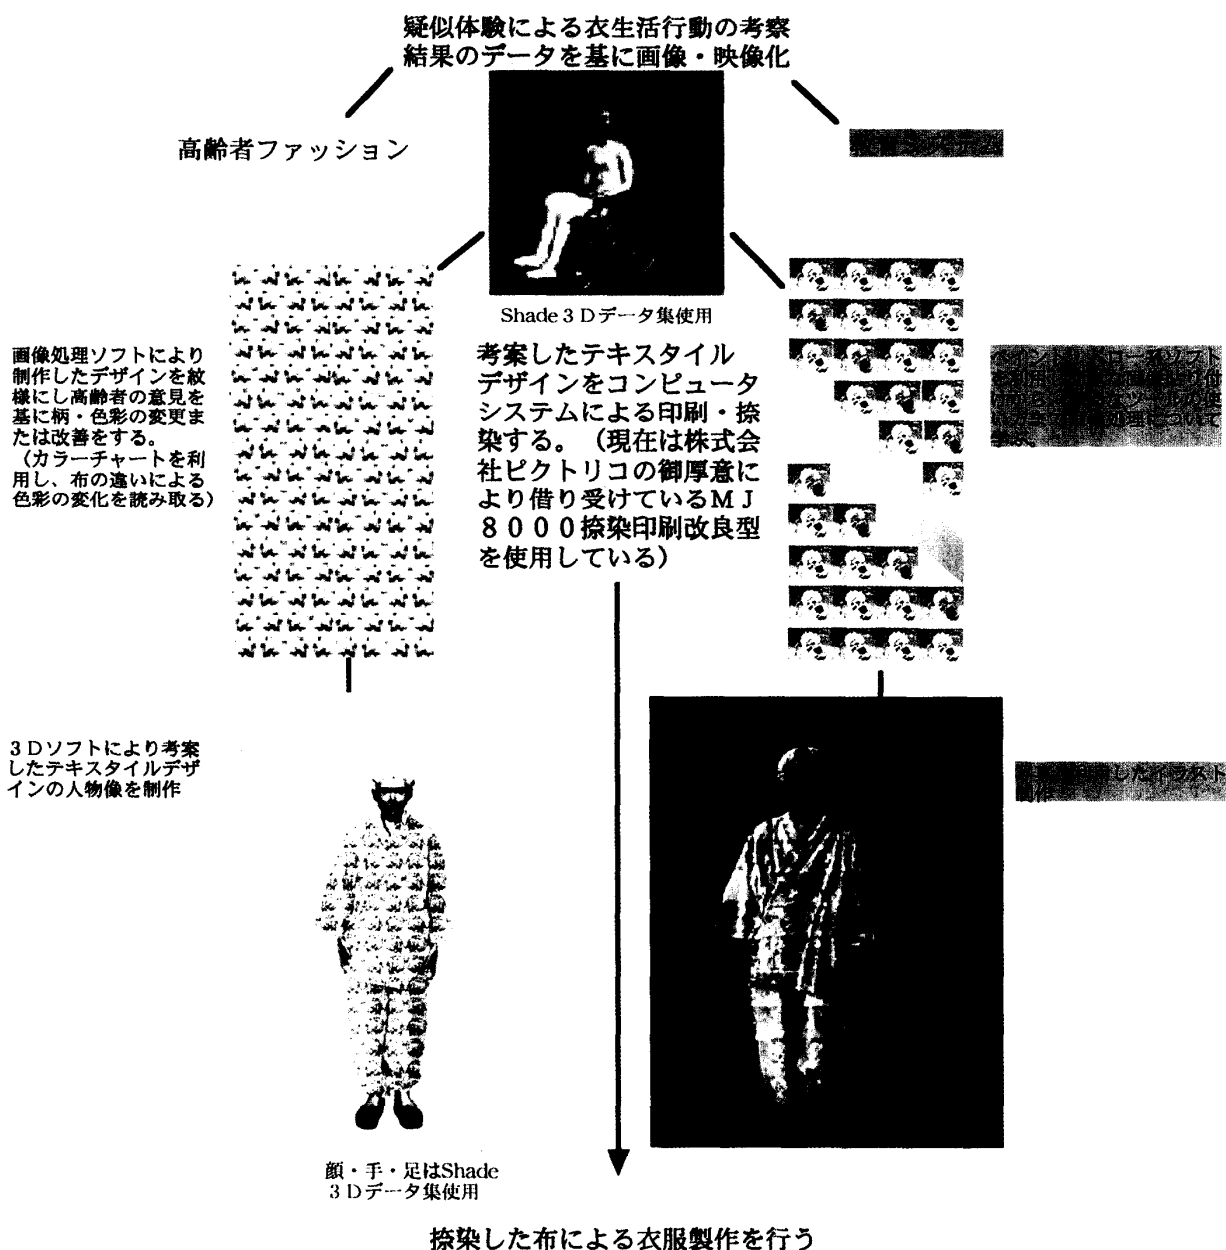 疑似体験による衣生活行動の考察
結果のデータを基に画像・映像化
高齢者ファッション
Shade 3 Dデータ集使用
画像処理ソフトにより
制作したデザインを紋
様にし高齢者の意見を
基に柄・色彩の変更ま
たは改善をする。
(カラーチャートを利
用し、布の違いによる
色彩の変化を読み取る)
考案したテキスタイル
デザインをコンピュータ
システムによる印刷・捺
染する。(現在は株式会
社ピクトリコの御厚意に
より借り受けているMJ
8000捺染印刷改良型
を使用している)
3Dソフトにより考案
したテキスタイルデザ
インの人物像を制作
したイラスト
顔・手・足はShade
3 Dデータ集使用
捺染した布による衣服製作を行う